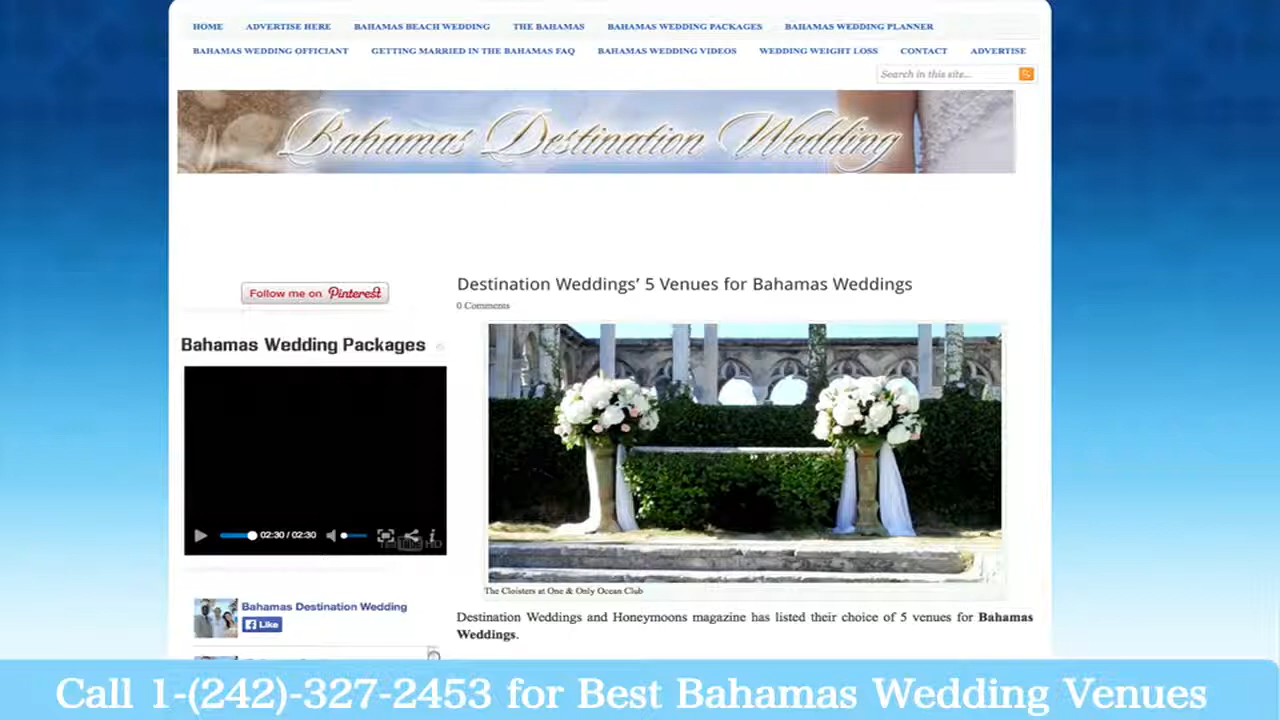 HOME ADVERTISE HERE BAHAMAS BEACH WEDDING THE BAHAMAS BAHAMAS WEDDING PACKAGES BAHAMAS WEDDING PLANNER
BAHAMAS WEDDING OFFICIANT GETTING MARRIED IN THE BAHAMAS FAQ BAHAMAS WEDDING VIDEOS WEDDING WEIGHT LOSS CONTACT ADVERTISE
Search in this site...
Bahamas Destination Wedding
Destination Weddings' 5 Venues for Bahamas Weddings
0 Comments
Follow me on Pinterest
Bahamas Wedding Packages
02:30 / 02:30
HD
The Cloisters at One & Only Ocean Club
Bahamas Destination Wedding
Like
Destination Weddings and Honeymoons magazine has listed their choice of 5 venues for Bahamas
Weddings.
Call 1-(242)-327-2453 for Best Bahamas Wedding Venues